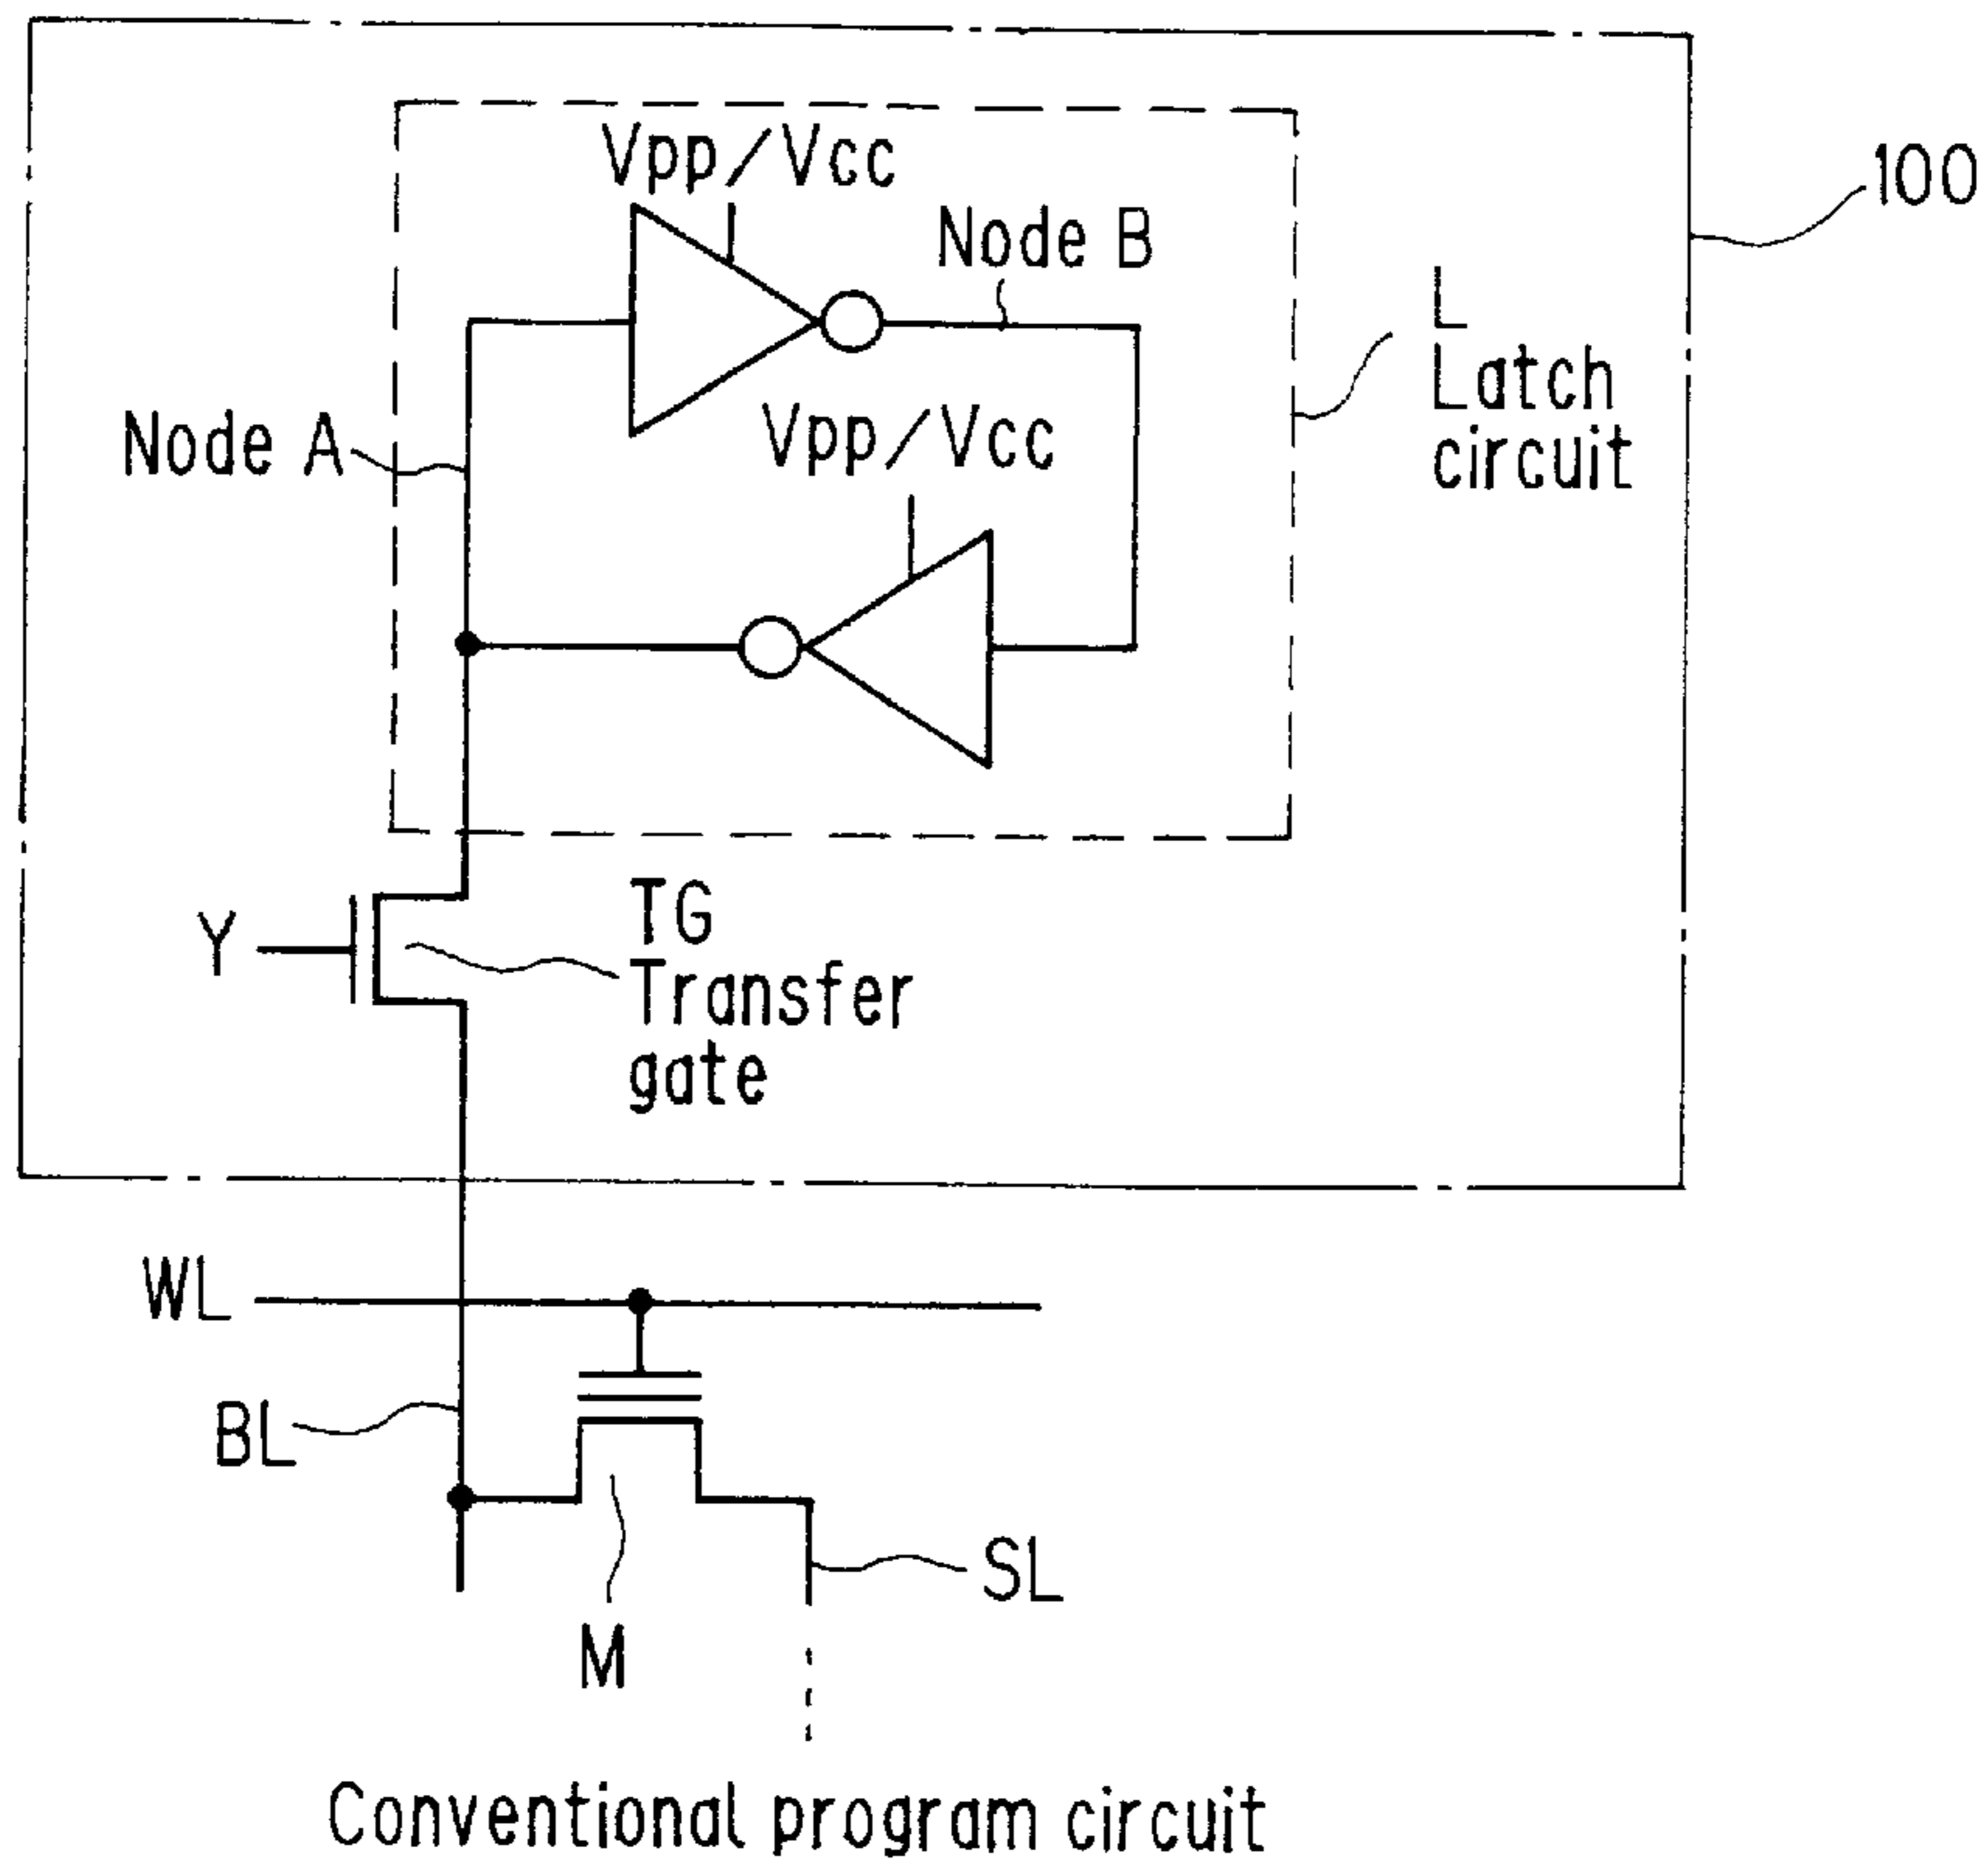 Vpp/Vcc
100
Node B
L
Latch
circuit
Node A
Vpp/Vcc
Y
TG
Transfer
gate
WL
BL
SL
M
Conventional program circuit